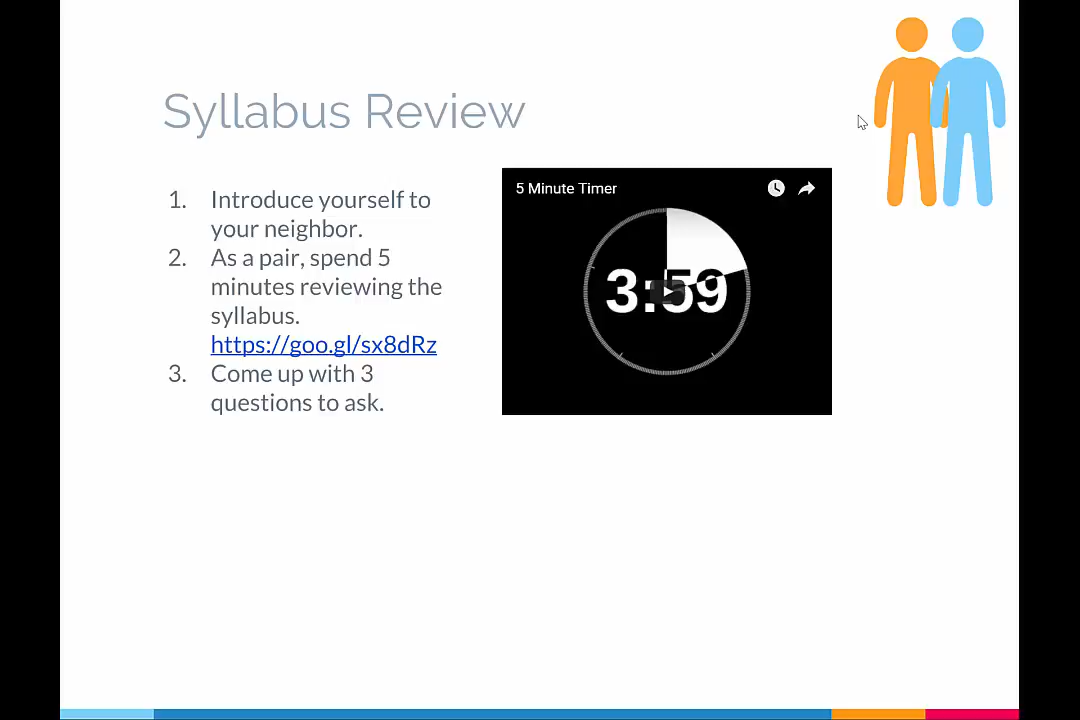 Syllabus Review
1. Introduce yourself to
your neighbor.
2. As a pair, spend 5
minutes reviewing the
syllabus.
https://goo.gl/sx8dRz
3. Come up with 3
questions to ask.
5 Minute Timer
3:59